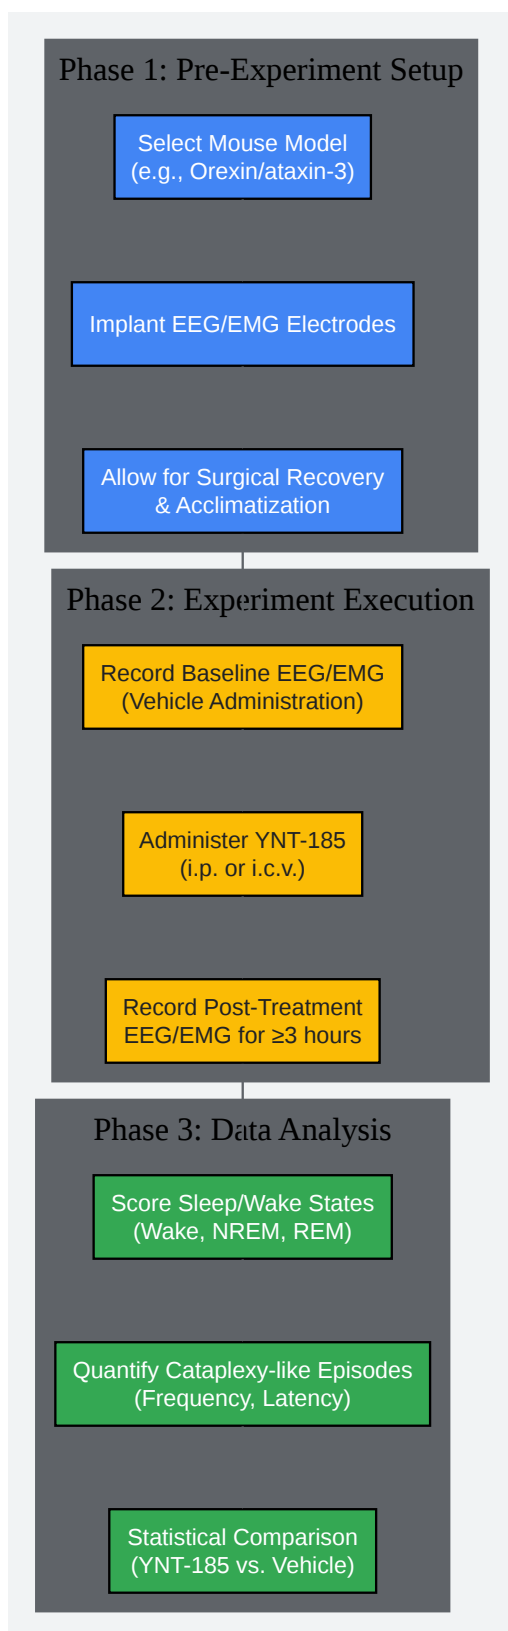 Phase 1: Pre-Experiment Setup
Select Mouse Model
(e.g., Orexin/ataxin-3)
Implant EEG/EMG Electrodes
Allow for Surgical Recovery
& Acclimatization
Phase 2: Experiment Execution
Record Baseline EEG/EMG
(Vehicle Administration)
Administer YNT-185
(i.p. or i.c.v.)
Record Post-Treatment
EEG/EMG for ≥3 hours
Phase 3: Data Analysis
Score Sleep/Wake States
(Wake, NREM, REM)
Quantify Cataplexy-like Episodes
(Frequency, Latency)
Statistical Comparison
(YNT-185 vs. Vehicle)